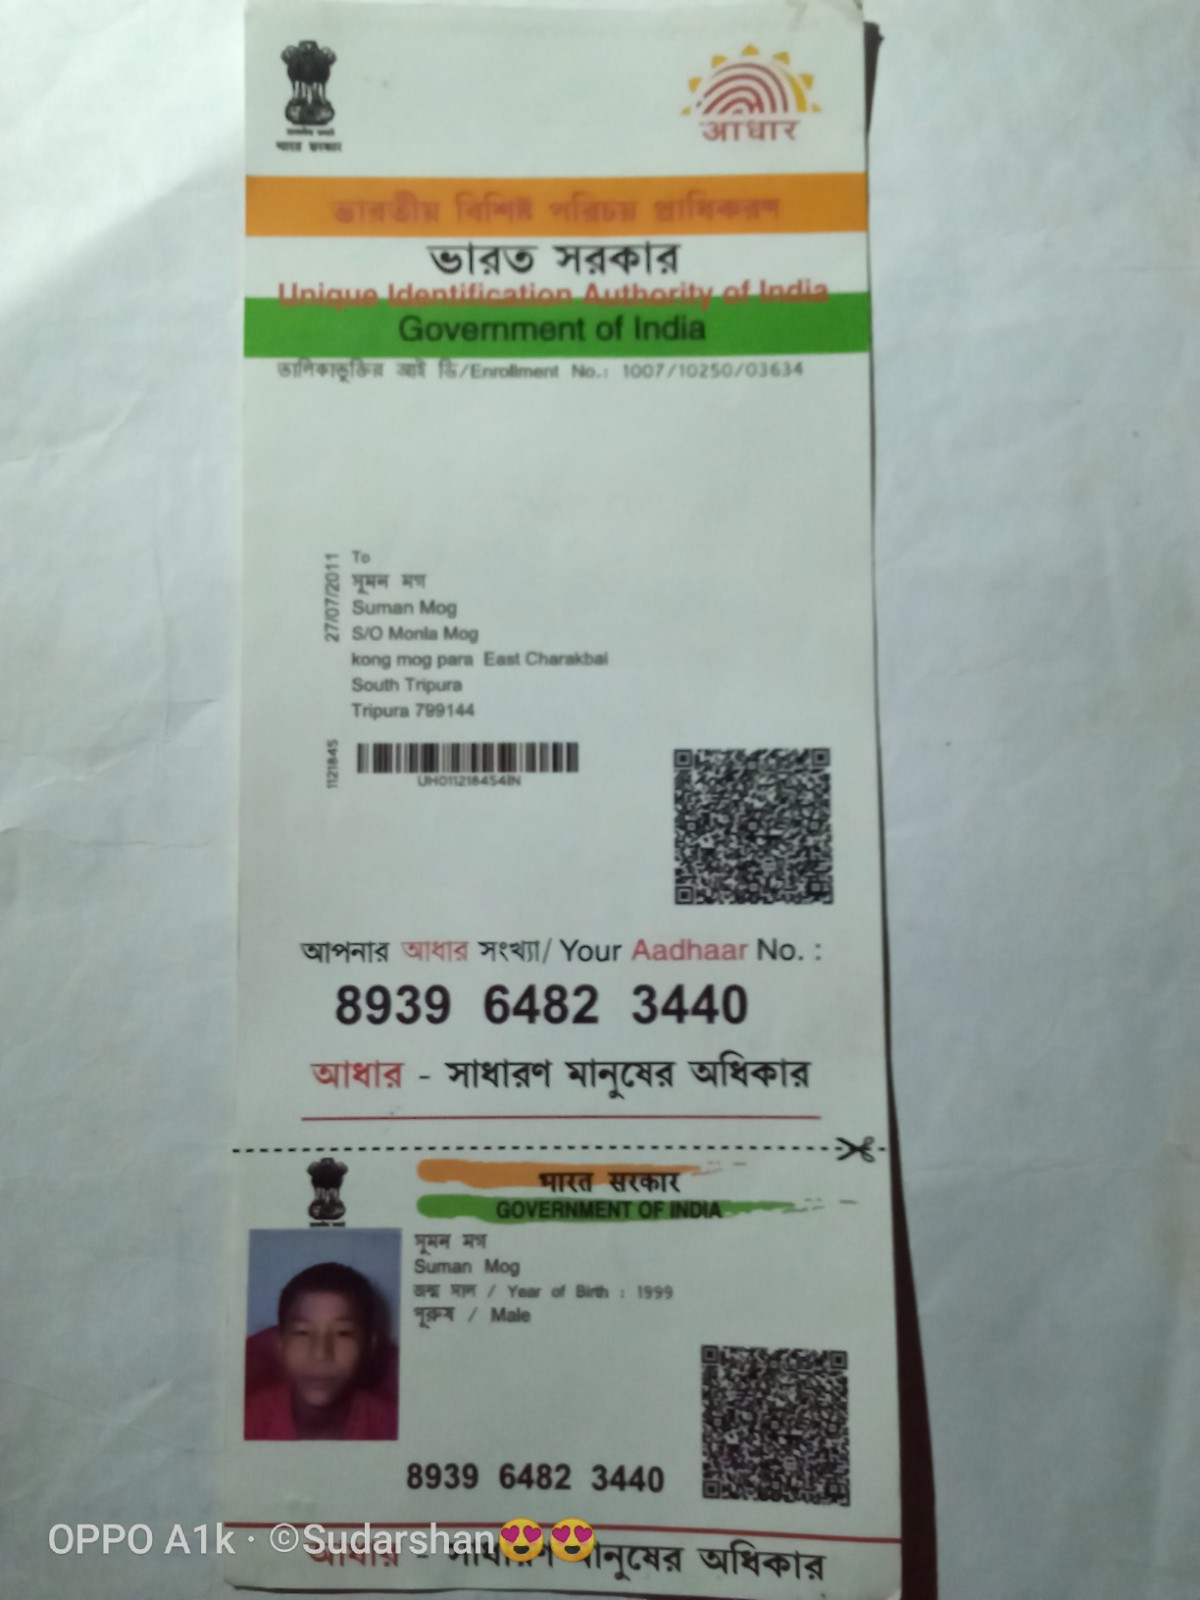 भारत सरकार
आधार
ভারতীয় বিশিষ্ট পরিচয় প্রাধিকরণ
ভারত সরকার
Unique Identification Authority of India
Government of India
তালিকাভুক্তির আই ডি/Enrollment No.: 1007/10250/03634
27/07/2011
To
সুমন মগ
Suman Mog
S/O Monla Mog
kong mog para East Charakbai
South Tripura
Tripura 799144
1121845
UH011218454IN
আপনার আধার সংখ্যা/ Your Aadhaar No. :
8939 6482 3440
আধার - সাধারণ মানুষের অধিকার
भारत সরকার
GOVERNMENT OF INDIA
সুমন মগ
Suman Mog
জন্ম সাল / Year of Birth : 1999
পুরুষ / Male
8939 6482 3440
আধার - সাধারণ মানুষের অধিকার
OPPO A1k · ©Sudarshan😍😍